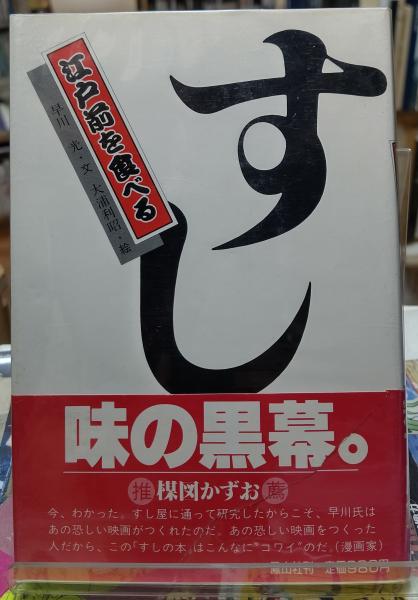 すし
江戸前を食べる
早川 光・文 大浦利昭・絵
味の黒幕。
推 楳図かずお 薦
今、わかった。すし屋に通って研究したからこそ、早川氏は
あの恐しい映画がつくれたのだ。あの恐しい映画をつくった
人だから、この「すしの本」はこんなに"コワイ"のだ。(漫画家)
鷹山社刊 定価980円